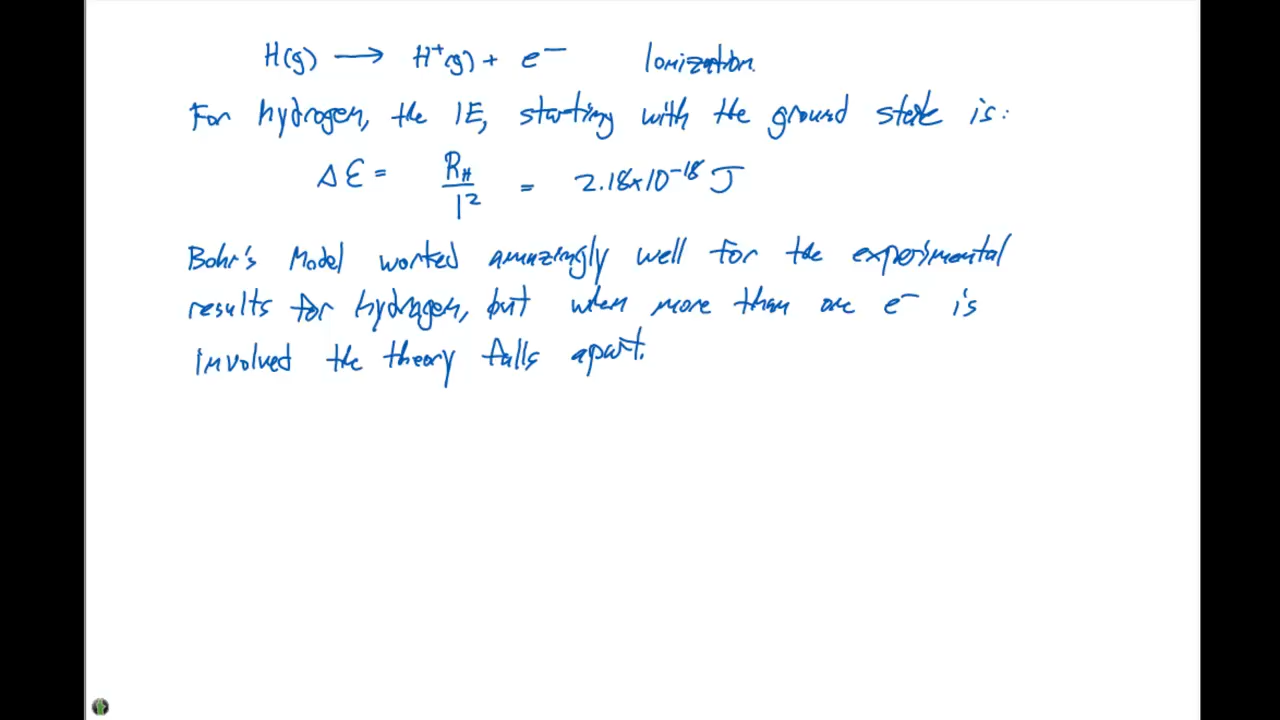 H(g) → H⁺(g) + e⁻ Ionization.
For hydrogen, the IE, starting with the ground state is:
ΔE = R_H/1² = 2.18×10⁻¹⁸ J
Bohr's Model worked amazingly well for the experimental
results for hydrogen, but when more than one e⁻ is
involved the theory falls apart.